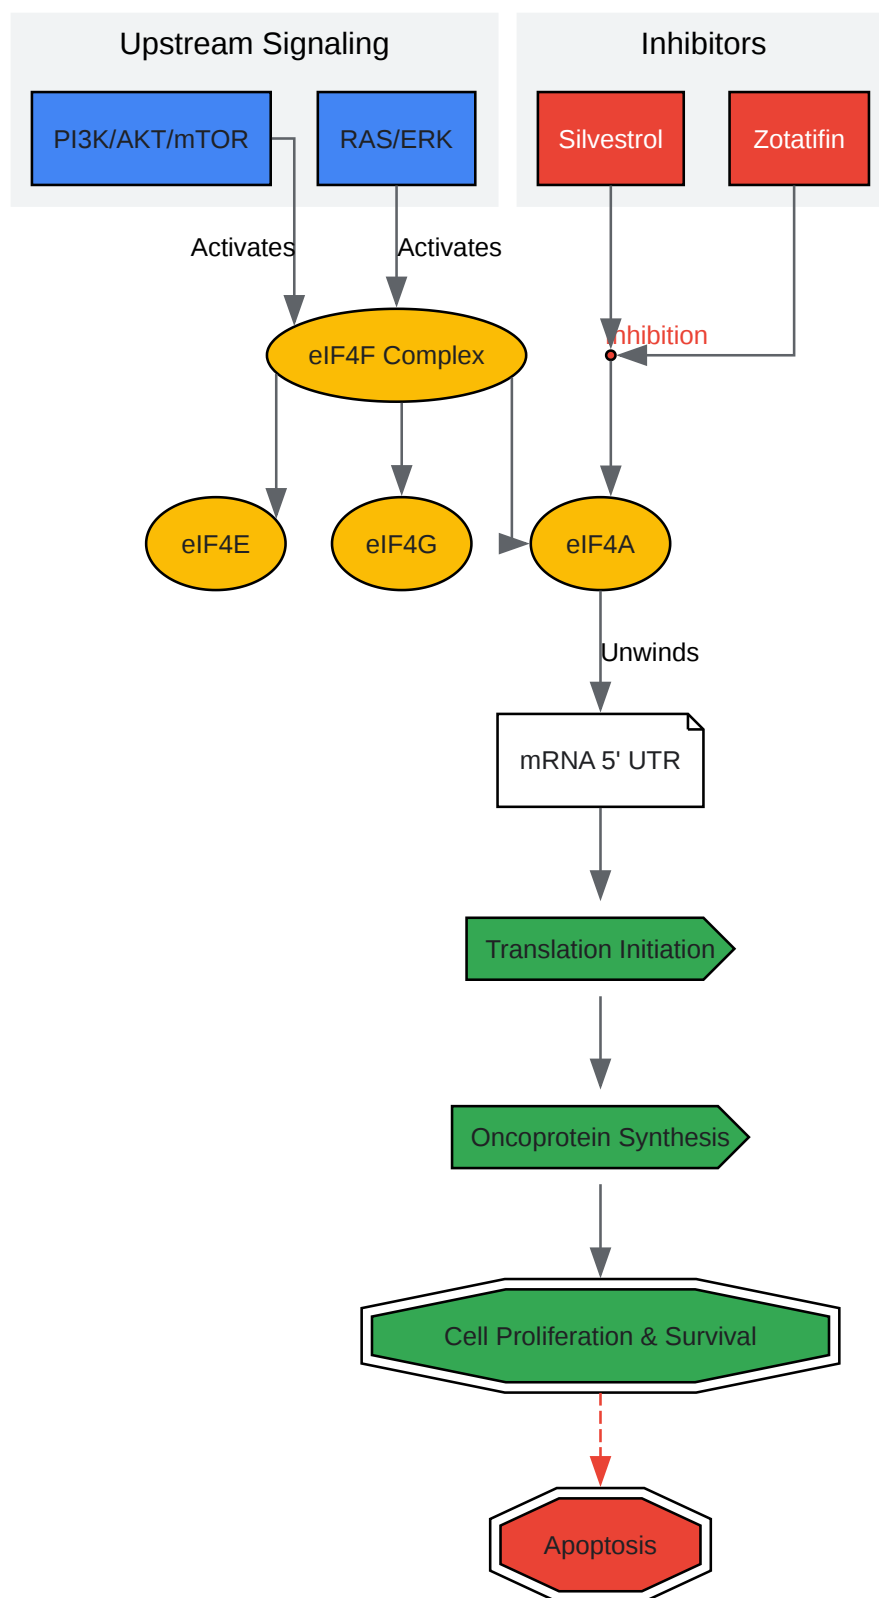 Upstream Signaling
Inhibitors
PI3K/AKT/mTOR
RAS/ERK
Silvestrol
Zotatifin
Activates
Activates
Inhibition
eIF4F Complex
eIF4E
eIF4G
eIF4A
Unwinds
mRNA 5' UTR
Translation Initiation
Oncoprotein Synthesis
Cell Proliferation & Survival
Apoptosis